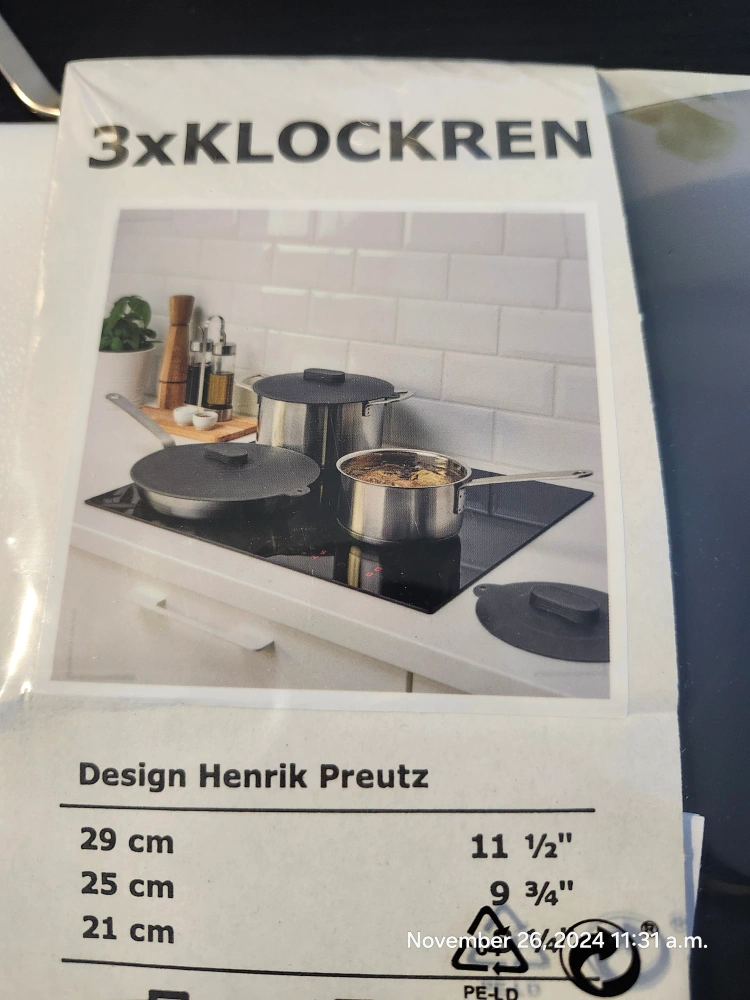 3xKLOCKREN
Design Henrik Preutz
29 cm 11 ½"
25 cm 9 ¾"
21 cm
November 26, 2024 11:31 a.m.
®
PE-LD